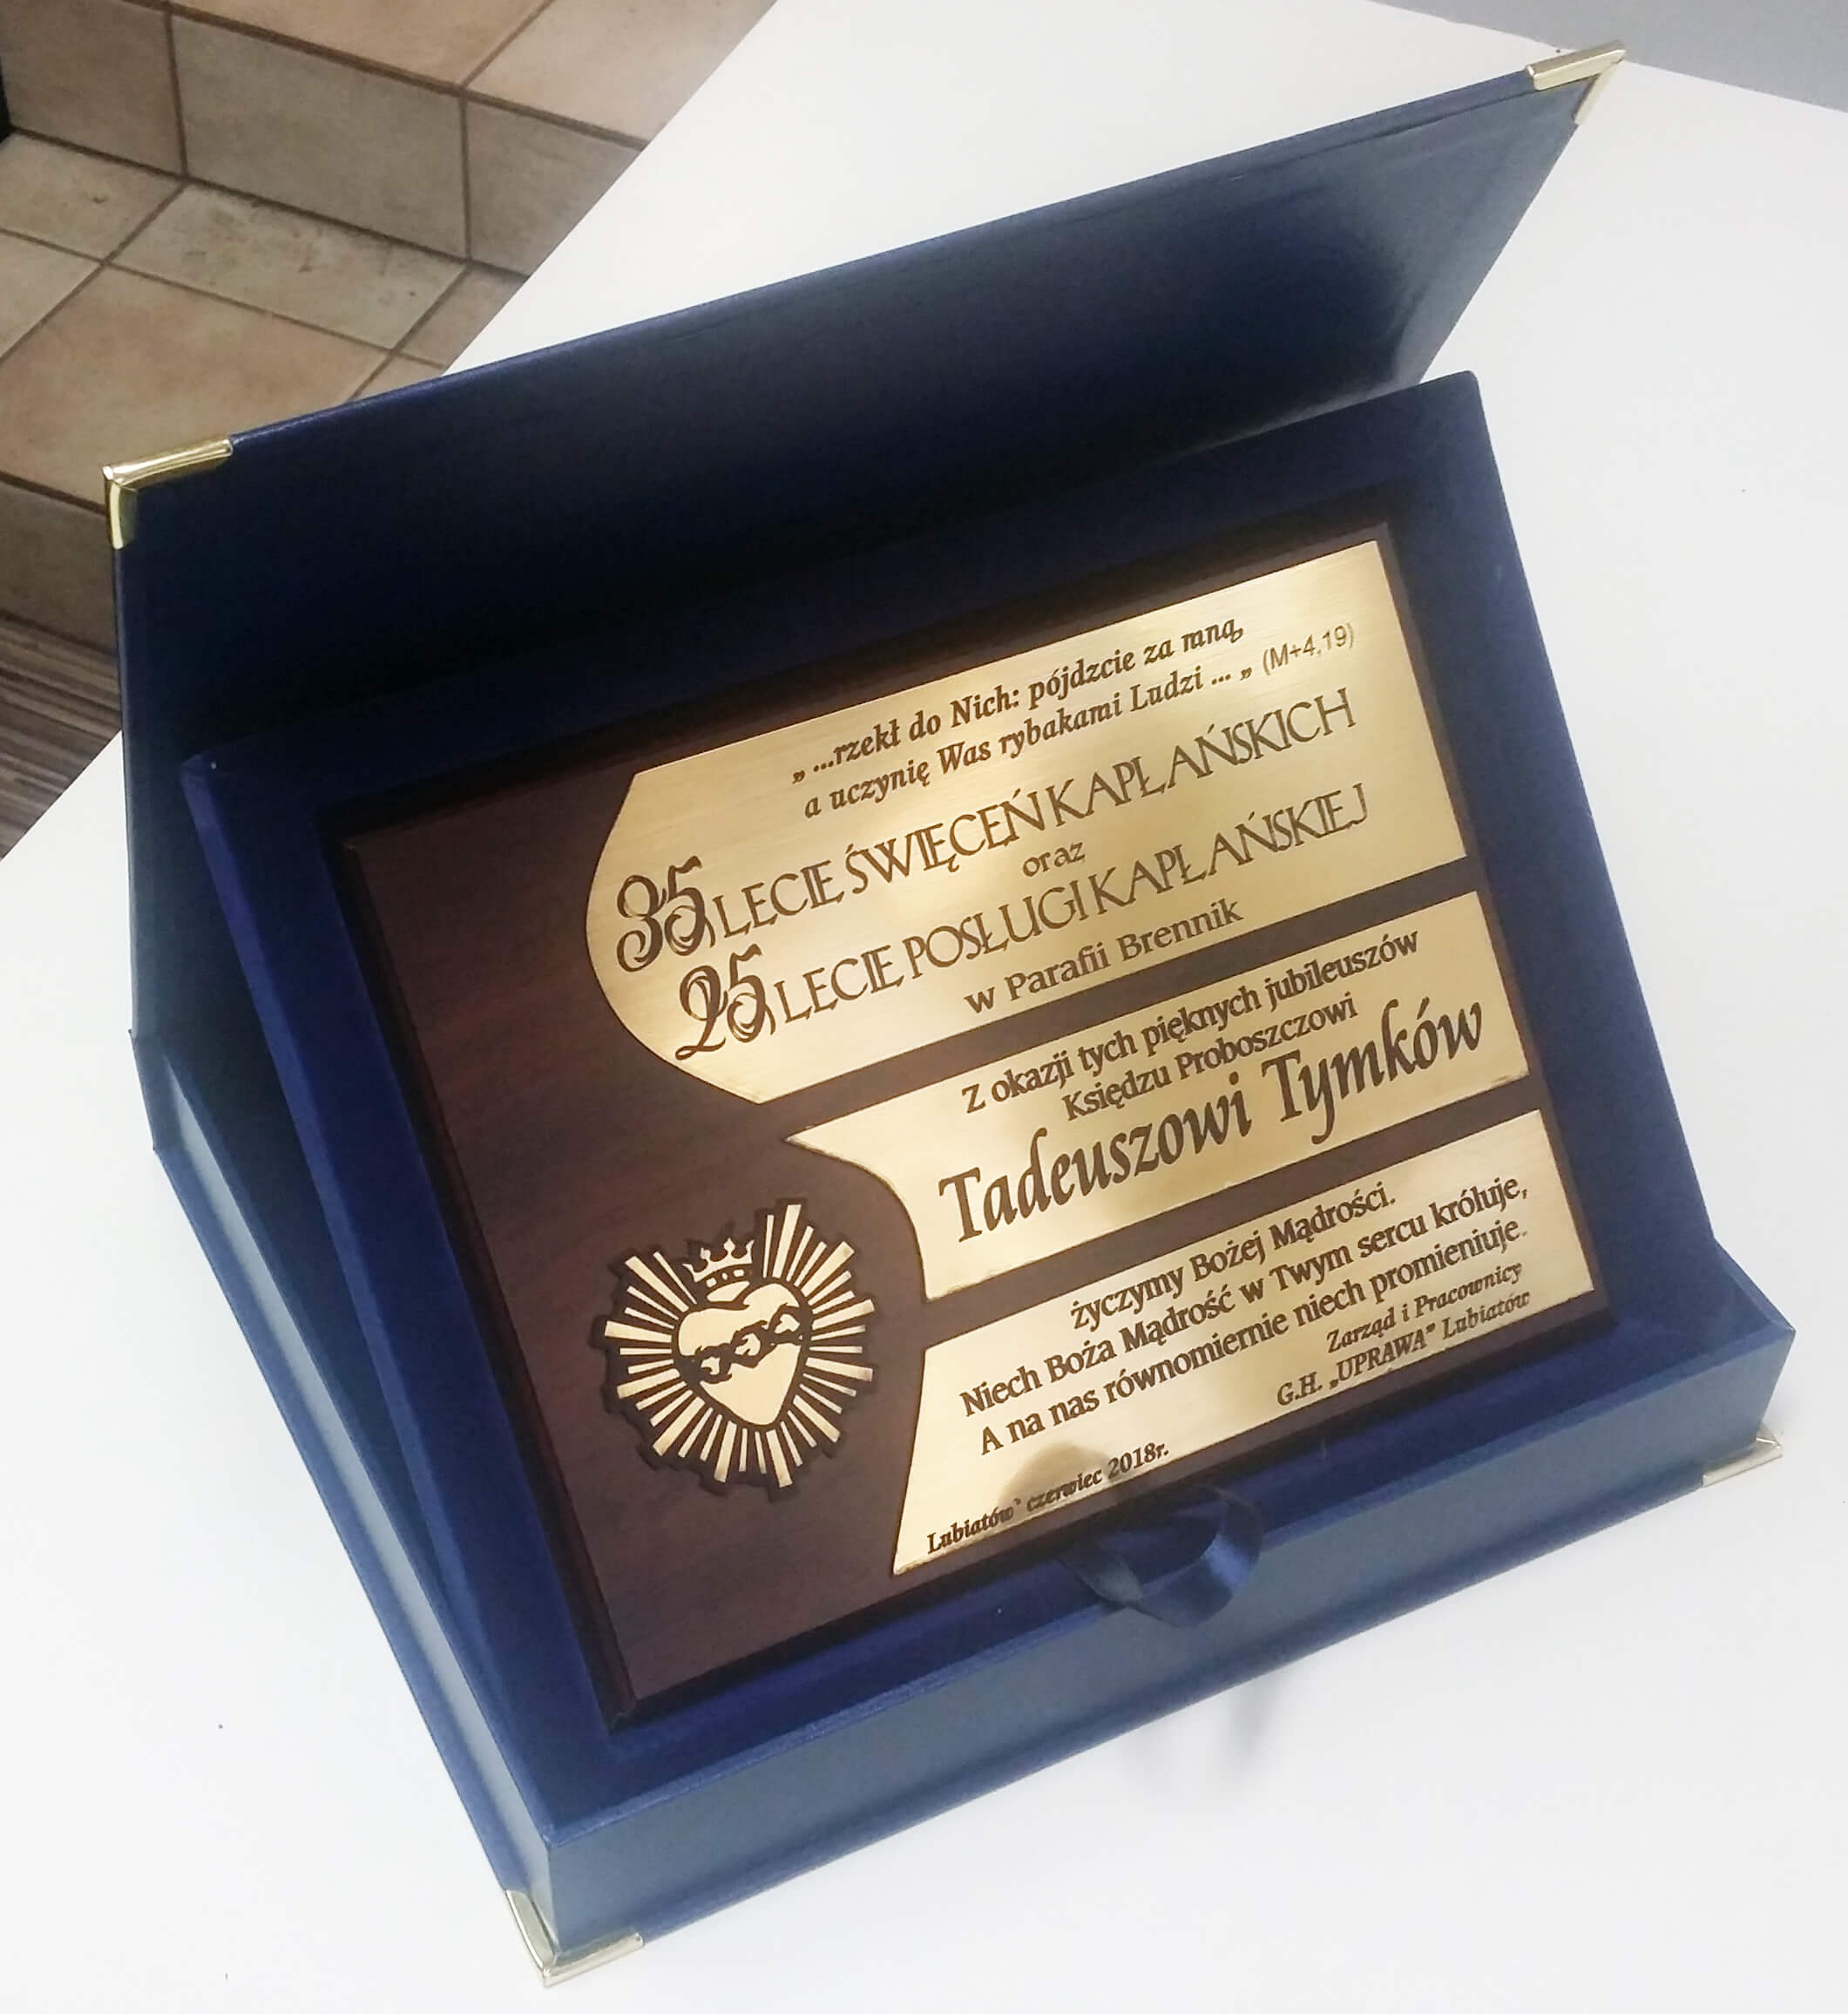 „ ...rzekł do Nich: pójdzcie za mną,
a uczynię Was rybakami Ludzi ... „ (M+4,19)
35 LECIE ŚWIĘCEŃ KAPŁAŃSKICH
oraz
25 LECIE POSŁUGI KAPŁAŃSKIEJ
w Parafii Brennik
Z okazji tych pięknych jubileuszów
Księdzu Proboszczowi
Tadeuszowi Tymków
życzymy Bożej Mądrości.
Niech Boża Mądrość w Twym sercu króluje,
A na nas równomiernie niech promieniuje.
Zarząd i Pracownicy
G.H. „UPRAWA” Lubiatów
Lubiatów` czerwiec 2018r.